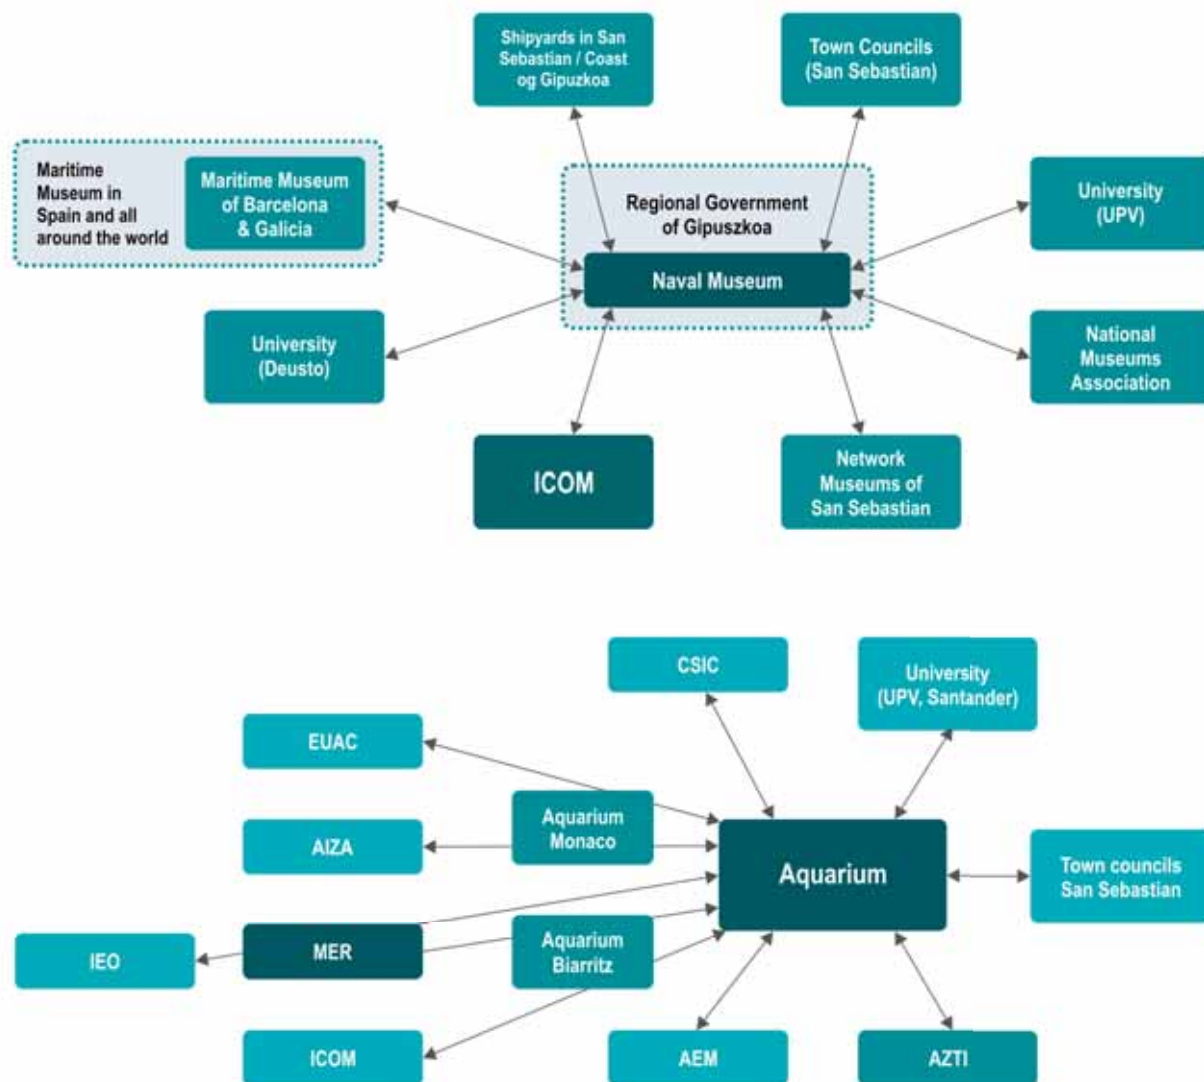 Shipyards in San
Sebastian / Coast
og Gipuzkoa
Town Councils
(San Sebastian)
Maritime
Museum in
Spain and all
around the world
Maritime Museum
of Barcelona
& Galicia
Regional Government
of Gipuszkoa
Naval Museum
University
(UPV)
University
(Deusto)
National
Museums
Association
ICOM
Network
Museums of
San Sebastian
CSIC
University
(UPV, Santander)
EUAC
Aquarium
Monaco
AIZA
Aquarium
Town councils
San Sebastian
MER
Aquarium
Biarritz
IEO
ICOM
AEM
AZTI